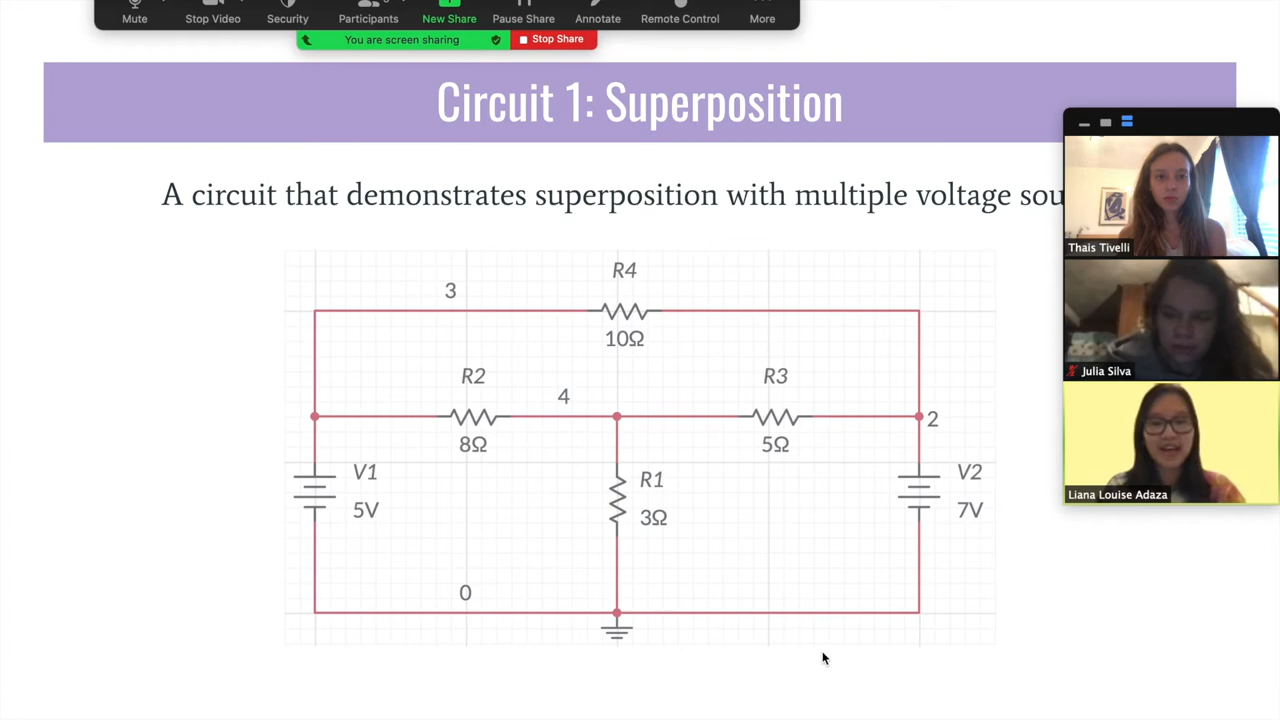 Mute
Stop Video
Security
Participants
New Share
Pause Share
Annotate
Remote Control
More
You are screen sharing
Stop Share
Circuit 1: Superposition
A circuit that demonstrates superposition with multiple voltage sou
Thais Tivelli
Julia Silva
Liana Louise Adaza
R4
3
10Ω
R2
4
R3
8Ω
5Ω
2
V1
5V
R1
3Ω
V2
7V
0